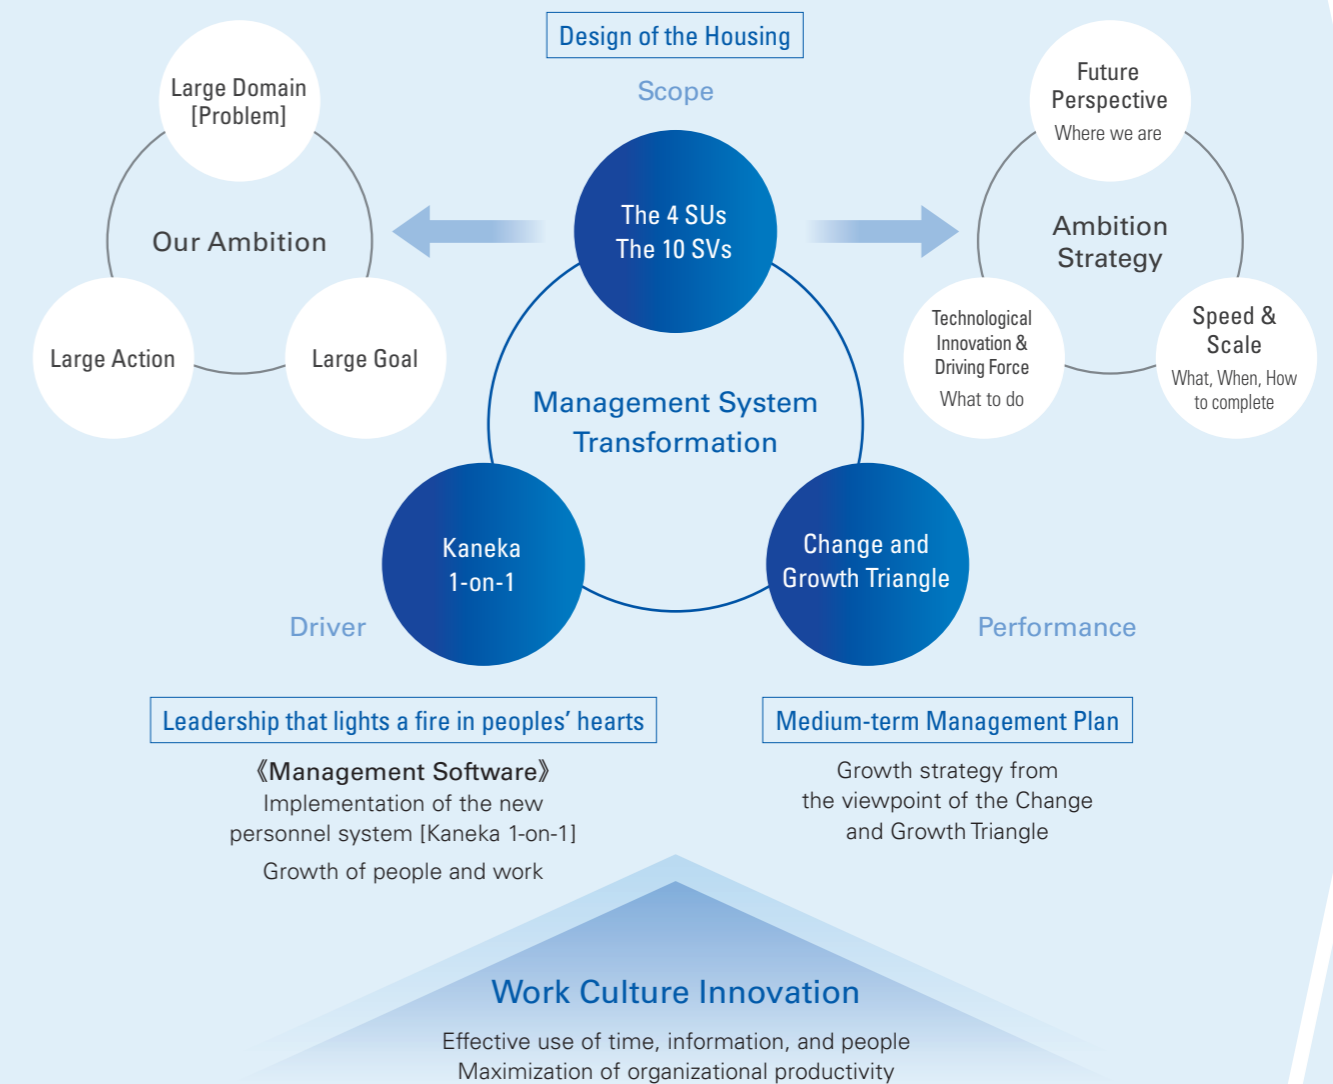 Design of the Housing
Scope
The 4 SUs
The 10 SVs
Large Domain
[Problem]
Our Ambition
Large Action
Large Goal
Future
Perspective
Where we are
Ambition
Strategy
Technological
Innovation &
Driving Force
What to do
Speed &
Scale
What, When, How
to complete
Management System
Transformation
Kaneka
1-on-1
Driver
Change and
Growth Triangle
Performance
Leadership that lights a fire in peoples’ hearts
《Management Software》
Implementation of the new
personnel system [Kaneka 1-on-1]
Growth of people and work
Medium-term Management Plan
Growth strategy from
the viewpoint of the Change
and Growth Triangle
Work Culture Innovation
Effective use of time, information, and people
Maximization of organizational productivity